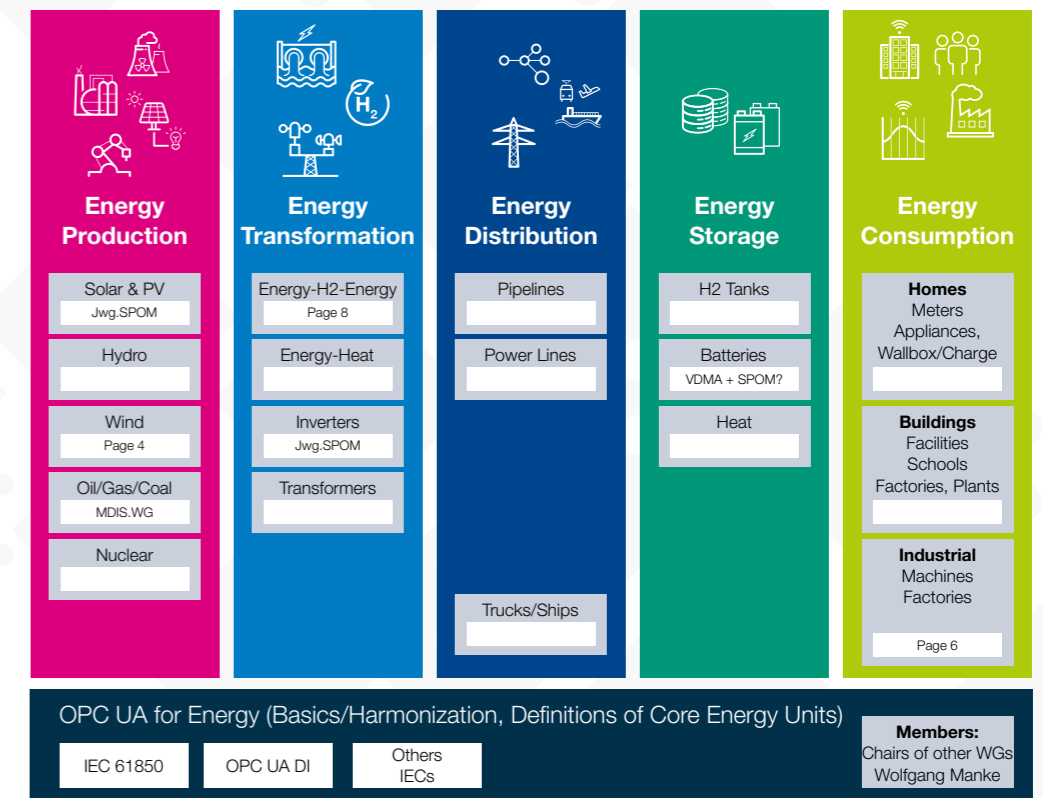 H2
Energy
Production
Solar & PV
Jwg.SPOM
Hydro
Wind
Page 4
Oil/Gas/Coal
MDIS.WG
Nuclear
Energy
Transformation
Energy-H2-Energy
Page 8
Energy-Heat
Inverters
Jwg.SPOM
Transformers
Energy
Distribution
Pipelines
Power Lines
Trucks/Ships
Energy
Storage
H2 Tanks
Batteries
VDMA + SPOM?
Heat
Energy
Consumption
Homes
Meters
Appliances,
Wallbox/Charge
Buildings
Facilities
Schools
Factories, Plants
Industrial
Machines
Factories
Page 6
OPC UA for Energy (Basics/Harmonization, Definitions of Core Energy Units)
IEC 61850
OPC UA DI
Others
IECs
Members:
Chairs of other WGs
Wolfgang Manke